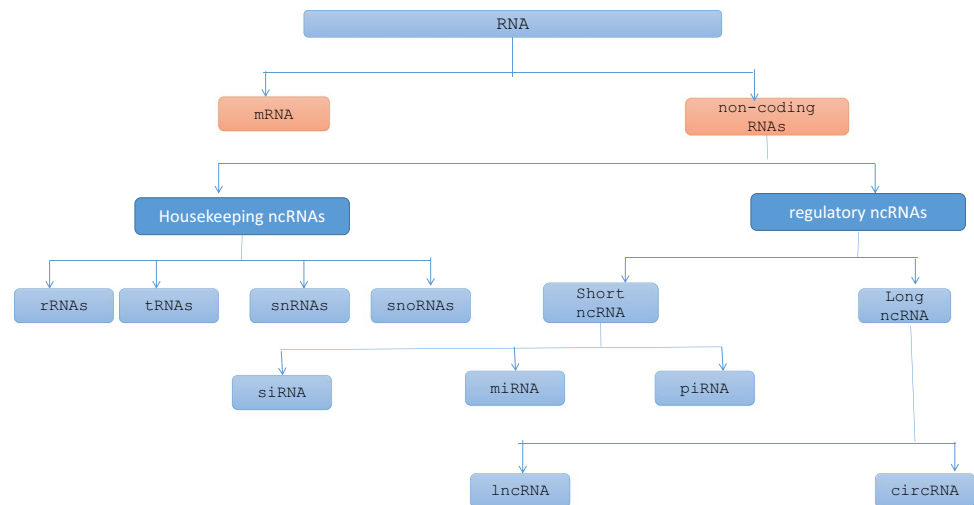 RNA
mRNA
non-coding
RNAs
Housekeeping ncRNAs
regulatory ncRNAs
rRNAs
tRNAs
snRNAs
snoRNAs
Short
ncRNA
Long
ncRNA
siRNA
miRNA
piRNA
lncRNA
circRNA